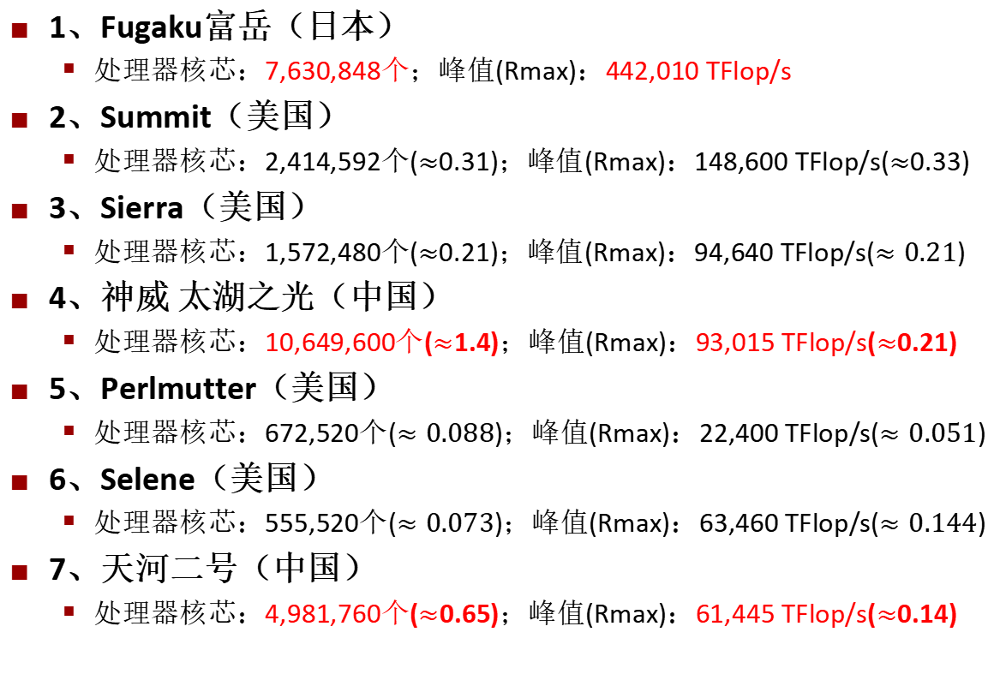 ■ 1、Fugaku富岳（日本）
▪ 处理器核芯：7,630,848个；峰值(Rmax)：442,010 TFlop/s
■ 2、Summit（美国）
▪ 处理器核芯：2,414,592个(≈0.31)；峰值(Rmax)：148,600 TFlop/s(≈0.33)
■ 3、Sierra（美国）
▪ 处理器核芯：1,572,480个(≈0.21)；峰值(Rmax)：94,640 TFlop/s(≈ 0.21)
■ 4、神威 太湖之光（中国）
▪ 处理器核芯：10,649,600个(≈1.4)；峰值(Rmax)：93,015 TFlop/s(≈0.21)
■ 5、Perlmutter（美国）
▪ 处理器核芯：672,520个(≈ 0.088)；峰值(Rmax)：22,400 TFlop/s(≈ 0.051)
■ 6、Selene（美国）
▪ 处理器核芯：555,520个(≈ 0.073)；峰值(Rmax)：63,460 TFlop/s(≈ 0.144)
■ 7、天河二号（中国）
▪ 处理器核芯：4,981,760个(≈0.65)；峰值(Rmax)：61,445 TFlop/s(≈0.14)